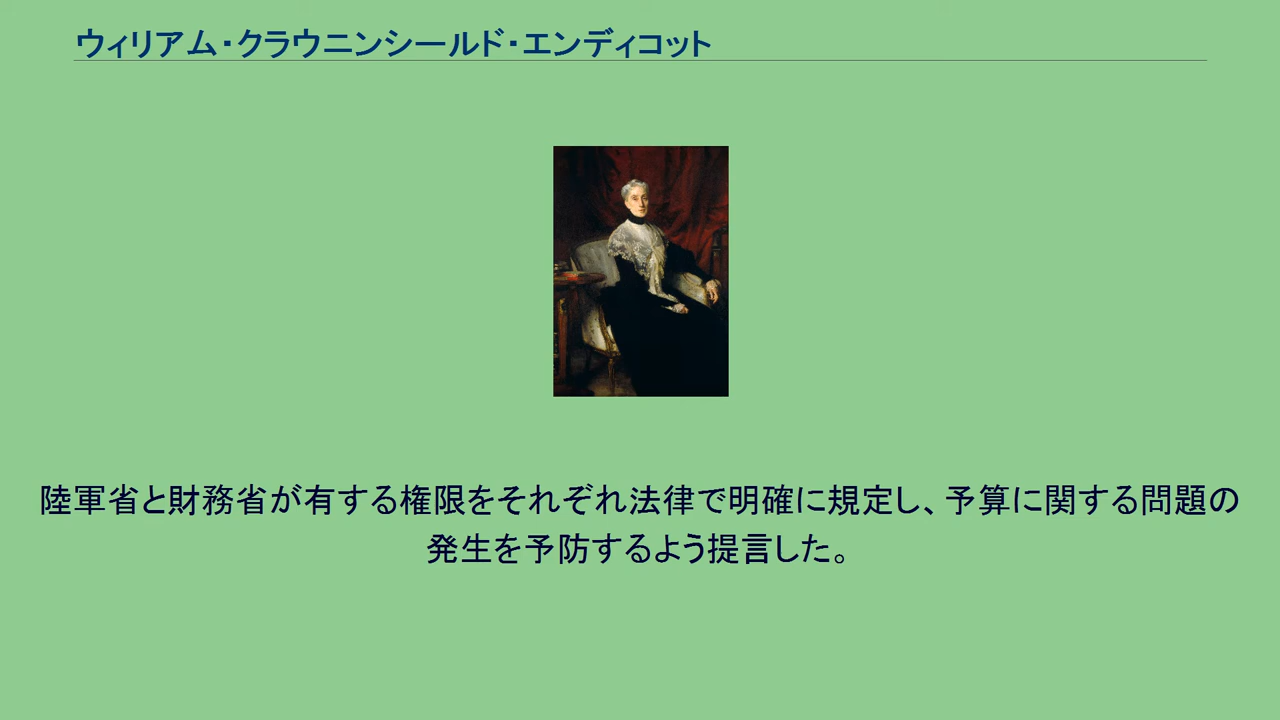 ウィリアム・クラウニンシールド・エンディコット
陸軍省と財務省が有する権限をそれぞれ法律で明確に規定し、予算に関する問題の
発生を予防するよう提言した。